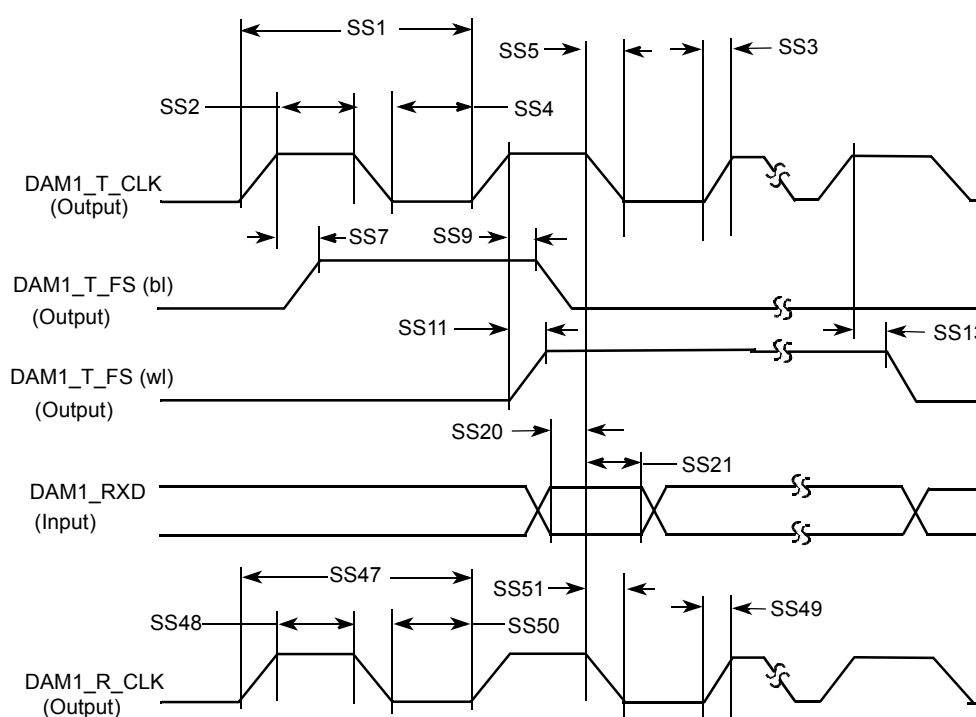 SS1
SS5
SS3
SS2
SS4
DAM1_T_CLK
(Output)
SS7
SS9
DAM1_T_FS (bl)
(Output)
SS11
SS13
DAM1_T_FS (wl)
(Output)
SS20
SS21
DAM1_RXD
(Input)
SS47
SS51
SS49
SS48
SS50
DAM1_R_CLK
(Output)